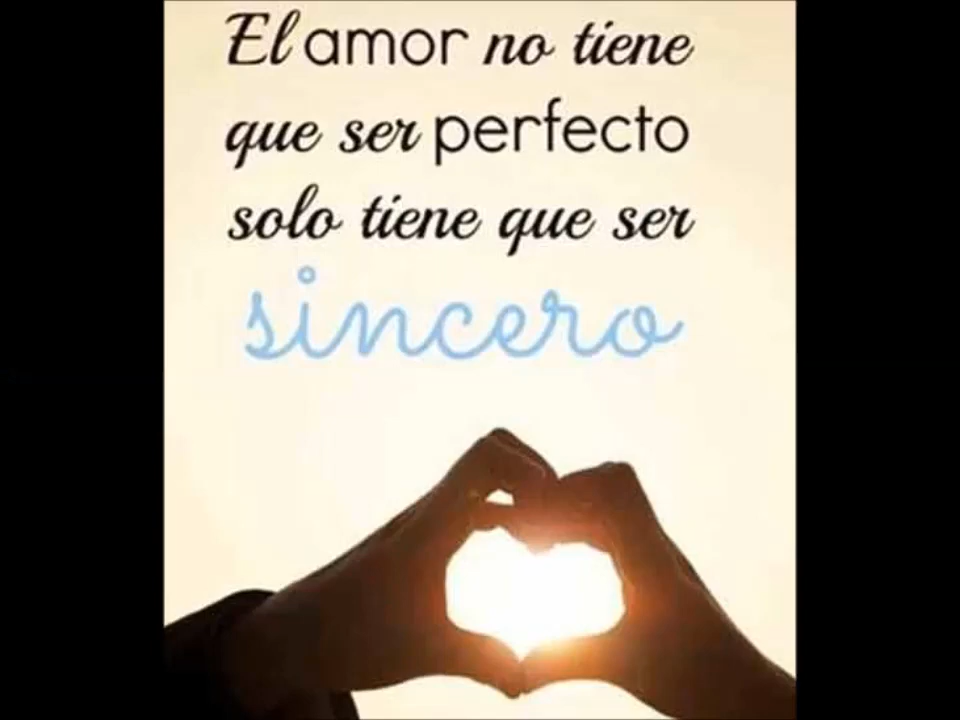 El amor no tiene
que ser perfecto
solo tiene que ser
sincero